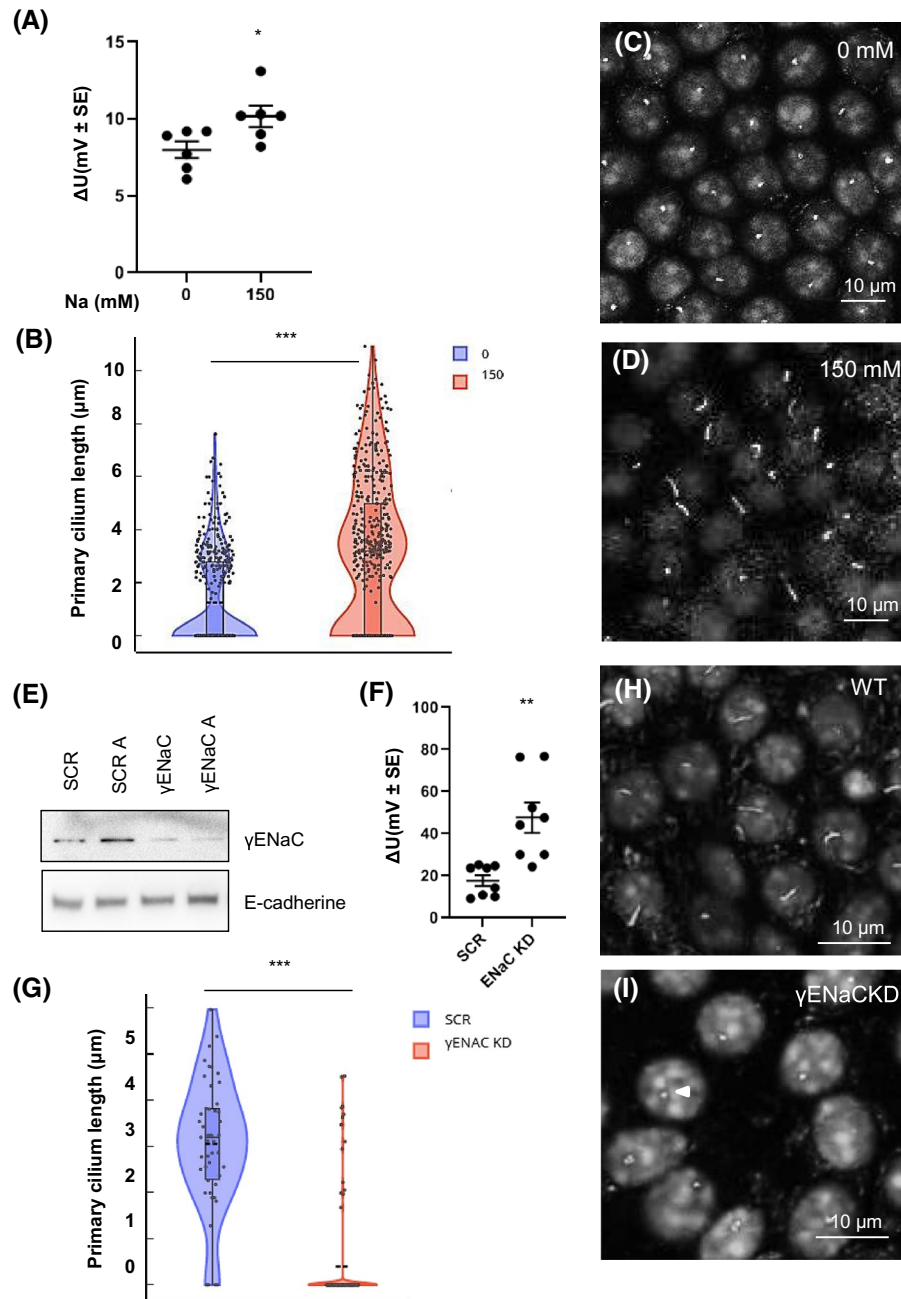 (A)
*
15
10
5
0
ΔU(mV ± SE)
Na (mM)
0
150
(B)
***
10
8
6
4
2
0
Primary cilium length (µm)
0
150
(C)
0 mM
10 µm
(D)
150 mM
10 µm
(E)
SCR
SCR A
γENaC
γENaC A
γENaC
E-cadherine
(F)
**
100
80
60
40
20
0
ΔU(mV ± SE)
SCR
ENaC KD
(G)
***
5
4
3
2
1
0
Primary cilium length (µm)
SCR
γENAC KD
(H)
WT
10 µm
(I)
γENaCKD
10 µm